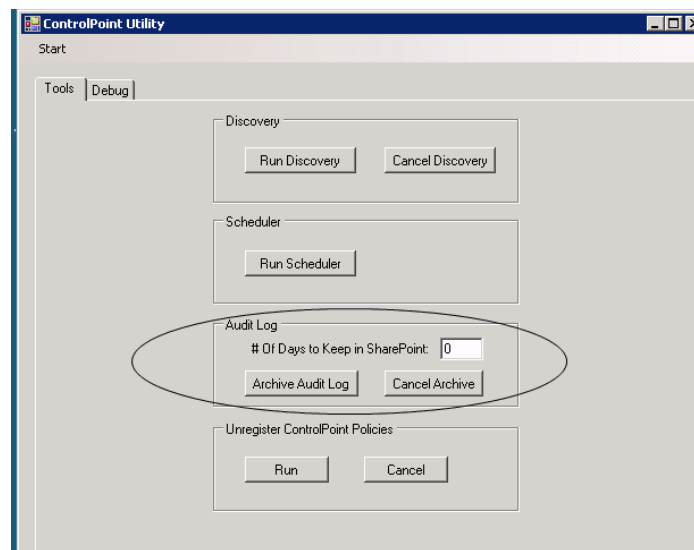 ControlPoint Utility
Start
Tools Debug
Discovery
Run Discovery Cancel Discovery
Scheduler
Run Scheduler
Audit Log
# Of Days to Keep in SharePoint: 0
Archive Audit Log Cancel Archive
Unregister ControlPoint Policies
Run Cancel